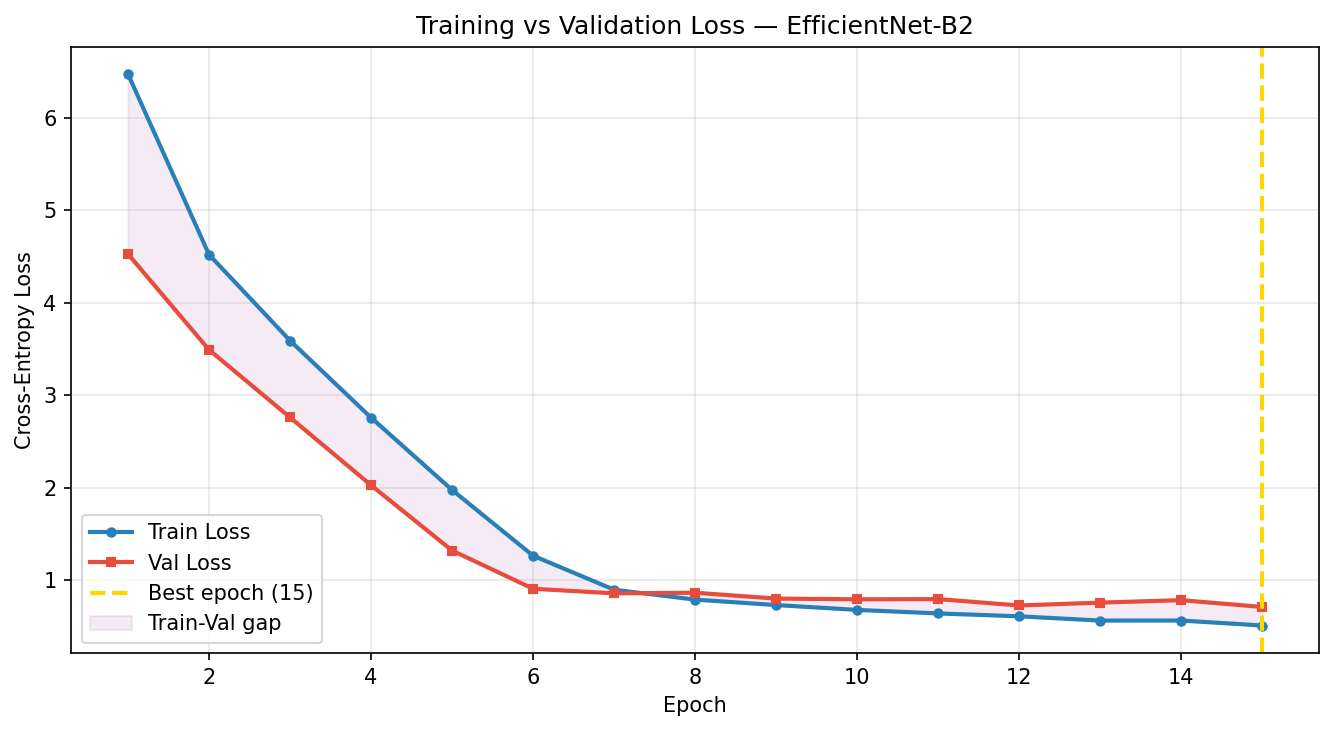 Training vs Validation Loss — EfficientNet-B2
Cross-Entropy Loss
6
5
4
3
2
1
Train Loss
Val Loss
Best epoch (15)
Train-Val gap
2 4 6 8 10 12 14
Epoch